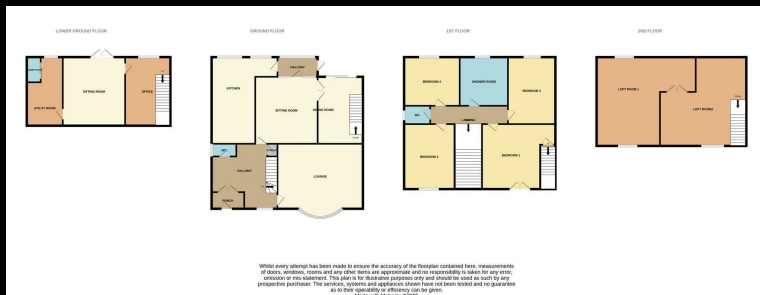 LOWER GROUND FLOOR
GROUND FLOOR
1ST FLOOR
2ND FLOOR
UTILITY ROOM
SITTING ROOM
OFFICE
KITCHEN
HALLWAY
SITTING ROOM
DINING ROOM
WC
HALLWAY
LOUNGE
PORCH
BEDROOM 4
SHOWER ROOM
BEDROOM 3
WC
LANDING
BEDROOM 2
BEDROOM 1
LOFT ROOM 1
LOFT ROOM2
Whilst every attempt has been made to ensure the accuracy of the floorplan contained here, measurements
of doors, windows, rooms and any other items are approximate and no responsibility is taken for any error,
omission or mis-statement. This plan is for illustrative purposes only and should be used as such by any
prospective purchaser. The services, systems and appliances shown have not been tested and no guarantee
as to their operability or efficiency can be given.